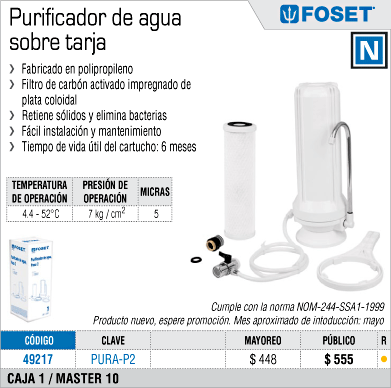 Purificador de agua
sobre tarja
FOSET®
N
› Fabricado en polipropileno
› Filtro de carbón activado impregnado de
plata coloidal
› Retiene sólidos y elimina bacterias
› Fácil instalación y mantenimiento
› Tiempo de vida útil del cartucho: 6 meses
TEMPERATURA DE OPERACIÓN PRESIÓN DE OPERACIÓN MICRAS
4.4 - 52°C 7 kg / cm² 5
FOSET
Cumple con la norma NOM-244-SSA1-1999
Producto nuevo, espere promoción. Mes aproximado de intoducción: mayo
CÓDIGO CLAVE MAYOREO PÚBLICO R
49217 PURA-P2 $ 448 $ 555
CAJA 1 / MASTER 10